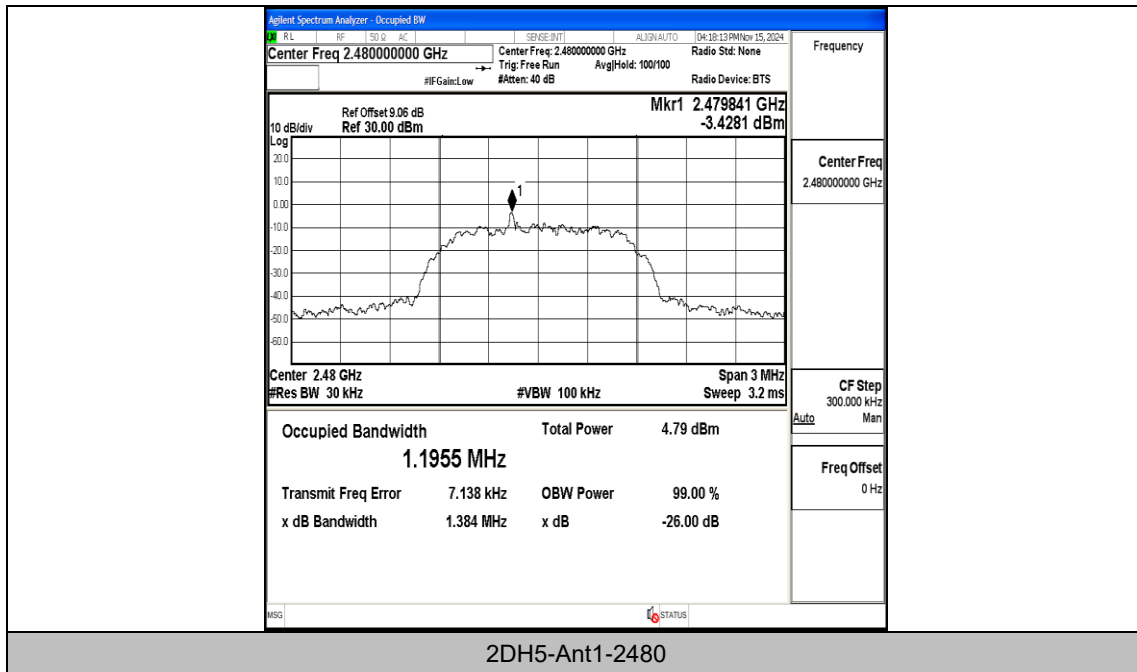 Agilent Spectrum Analyzer - Occupied BW
RL RF 50 Ω AC SENSE:INT ALIGN AUTO 04:18:13 PM Nov 15, 2024
Center Freq 2.480000000 GHz
Center Freq: 2.480000000 GHz
Radio Std: None
Trig: Free Run Avg|Hold: 100/100
#IFGain:Low #Atten: 40 dB Radio Device: BTS
Ref Offset 9.06 dB
Mkr1 2.479841 GHz
10 dB/div Ref 30.00 dBm
-3.4281 dBm
Log
20.0
10.0
0.00
-10.0
-20.0
-30.0
-40.0
-50.0
-60.0
1
Center 2.48 GHz Span 3 MHz
#Res BW 30 kHz #VBW 100 kHz Sweep 3.2 ms
Occupied Bandwidth Total Power 4.79 dBm
1.1955 MHz
Transmit Freq Error 7.138 kHz OBW Power 99.00 %
x dB Bandwidth 1.384 MHz x dB -26.00 dB
MSG STATUS
Frequency
Center Freq
2.480000000 GHz
CF Step
300.000 kHz
Auto Man
Freq Offset
0 Hz
2DH5-Ant1-2480